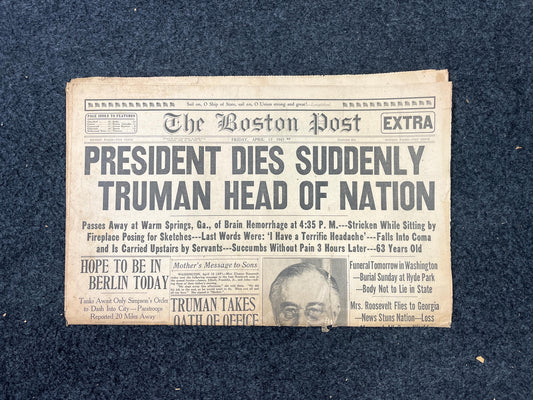 Sail on, O Ship of State, sail on, O Union strong and great!—Longfellow
PAGE INDEX TO FEATURES
The Boston Post
EXTRA
FRIDAY, APRIL 13, 1945
PRESIDENT DIES SUDDENLY
TRUMAN HEAD OF NATION
Passes Away at Warm Springs, Ga., of Brain Hemorrhage at 4:35 P. M.---Stricken While Sitting by
Fireplace Posing for Sketches---Last Words Were: 'I Have a Terrific Headache'---Falls Into Coma
and Is Carried Upstairs by Servants---Succumbs Without Pain 3 Hours Later---63 Years Old
HOPE TO BE IN
BERLIN TODAY
Tanks Await Only Simpson's Order
to Dash Into City—Paratroops
Reported 20 Miles Away
Mother's Message to Sons
TRUMAN TAKES
OATH OF OFFICE
Funeral Tomorrow in Washington
--Burial Sunday at Hyde Park
--Body Not to Lie in State
Mrs. Roosevelt Flies to Georgia
--News Stuns Nation--Loss